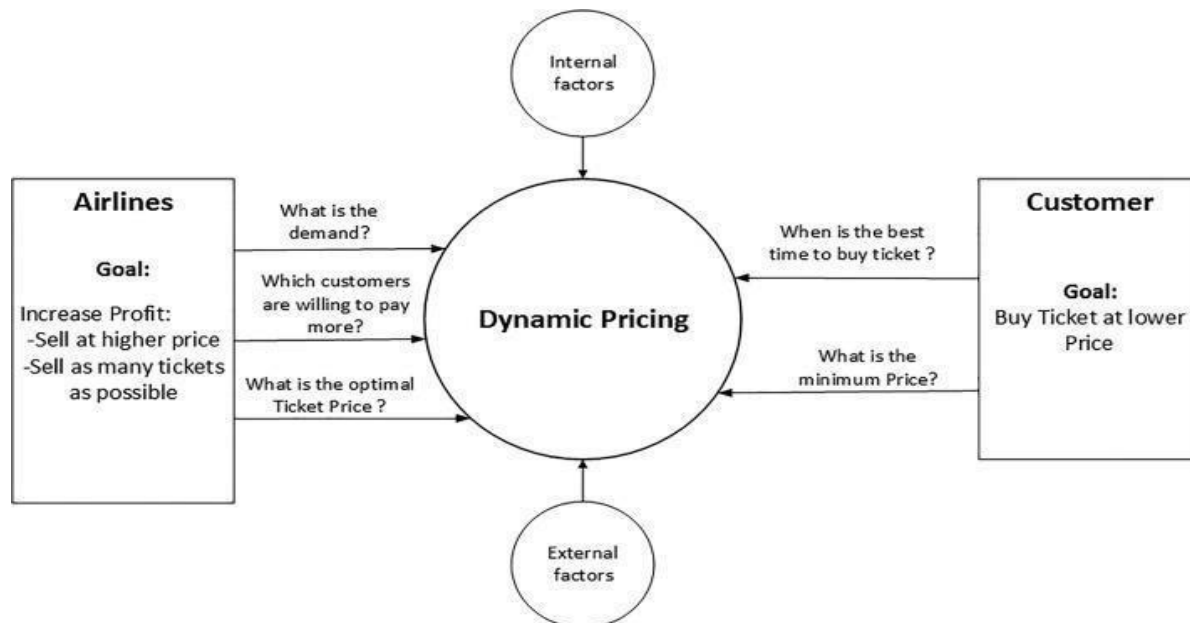 Internal
factors
Airlines
Goal:
Increase Profit:
-Sell at higher price
-Sell as many tickets
as possible
What is the
demand?
Which customers
are willing to pay
more?
What is the optimal
Ticket Price ?
Dynamic Pricing
When is the best
time to buy ticket ?
What is the
minimum Price?
Customer
Goal:
Buy Ticket at lower
Price
External
factors